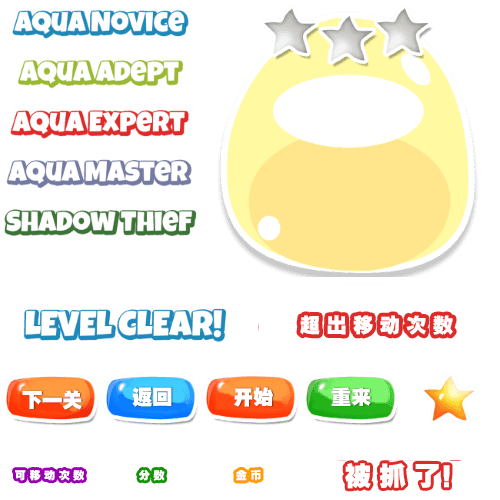 Aqua Novice
Aqua Adept
Aqua Expert
Aqua Master
Shadow Thief
Level Clear!
超出移动次数
下一关
返回
开始
重来
可移动次数
分数
金币
被抓了!